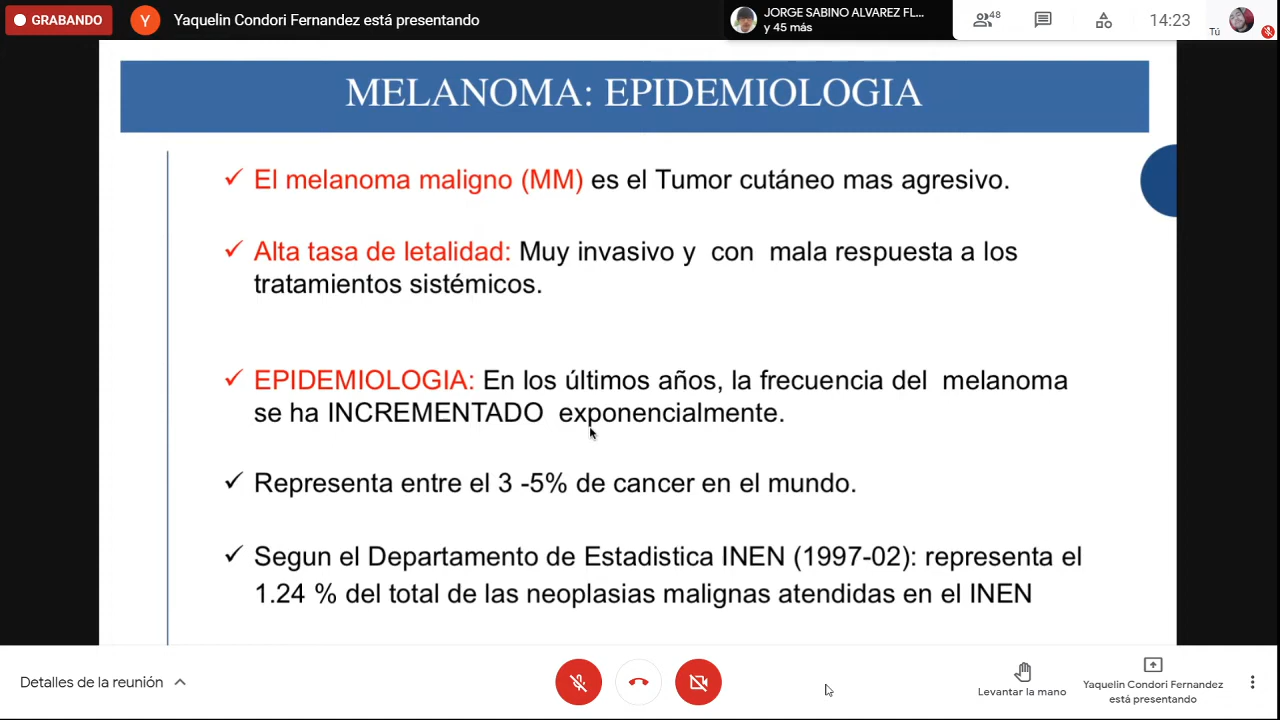 GRABANDO
Y
Yaquelin Condori Fernandez está presentando
JORGE SABINO ALVAREZ FL...
y 45 más
48
14:23
Tú
MELANOMA: EPIDEMIOLOGIA
El melanoma maligno (MM) es el Tumor cutáneo mas agresivo.
Alta tasa de letalidad: Muy invasivo y con mala respuesta a los
tratamientos sistémicos.
EPIDEMIOLOGIA: En los últimos años, la frecuencia del melanoma
se ha INCREMENTADO exponencialmente.
Representa entre el 3 -5% de cancer en el mundo.
Segun el Departamento de Estadistica INEN (1997-02): representa el
1.24 % del total de las neoplasias malignas atendidas en el INEN
Detalles de la reunión
Levantar la mano
Yaquelin Condori Fernandez
está presentando